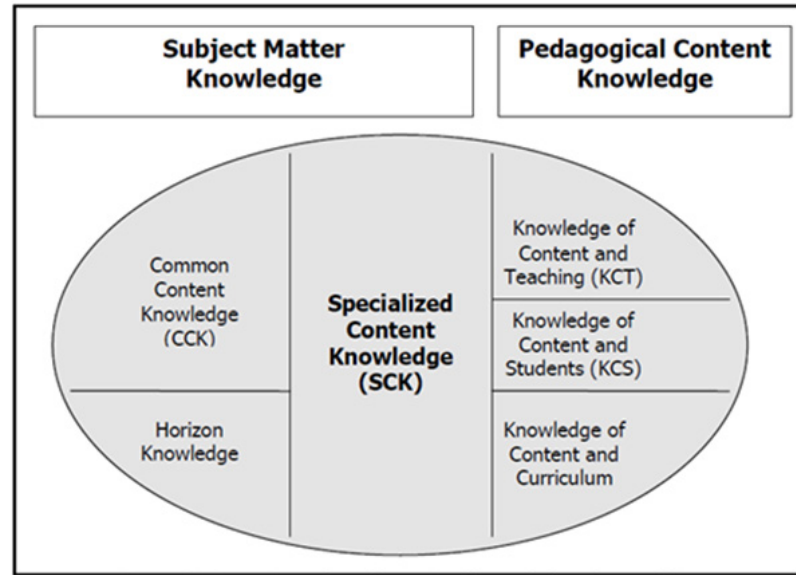 Subject Matter
Knowledge
Pedagogical Content
Knowledge
Common
Content
Knowledge
(CCK)
Horizon
Knowledge
Specialized
Content
Knowledge
(SCK)
Knowledge of
Content and
Teaching (KCT)
Knowledge of
Content and
Students (KCS)
Knowledge of
Content and
Curriculum